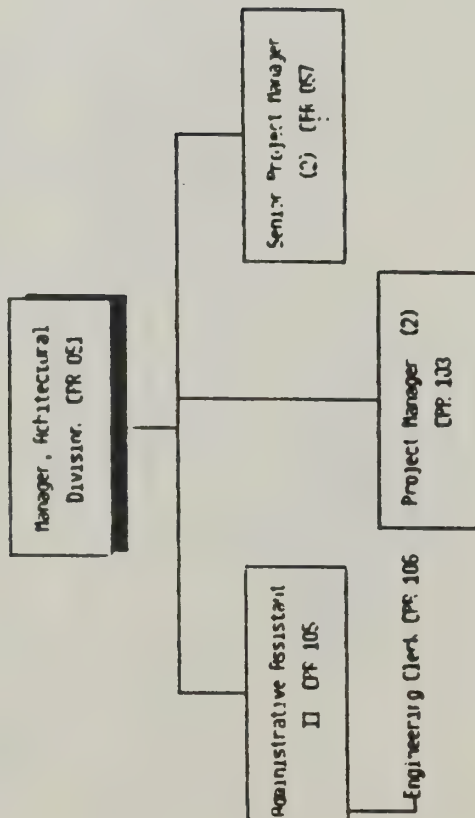 Manager, Architectural
Division. CPR 051
Administrative Assistant
II CPR 105
Engineering Clerk CPR 106
Project Manager (2)
CPR 103
Senior Project Manager
(2) CPR 057